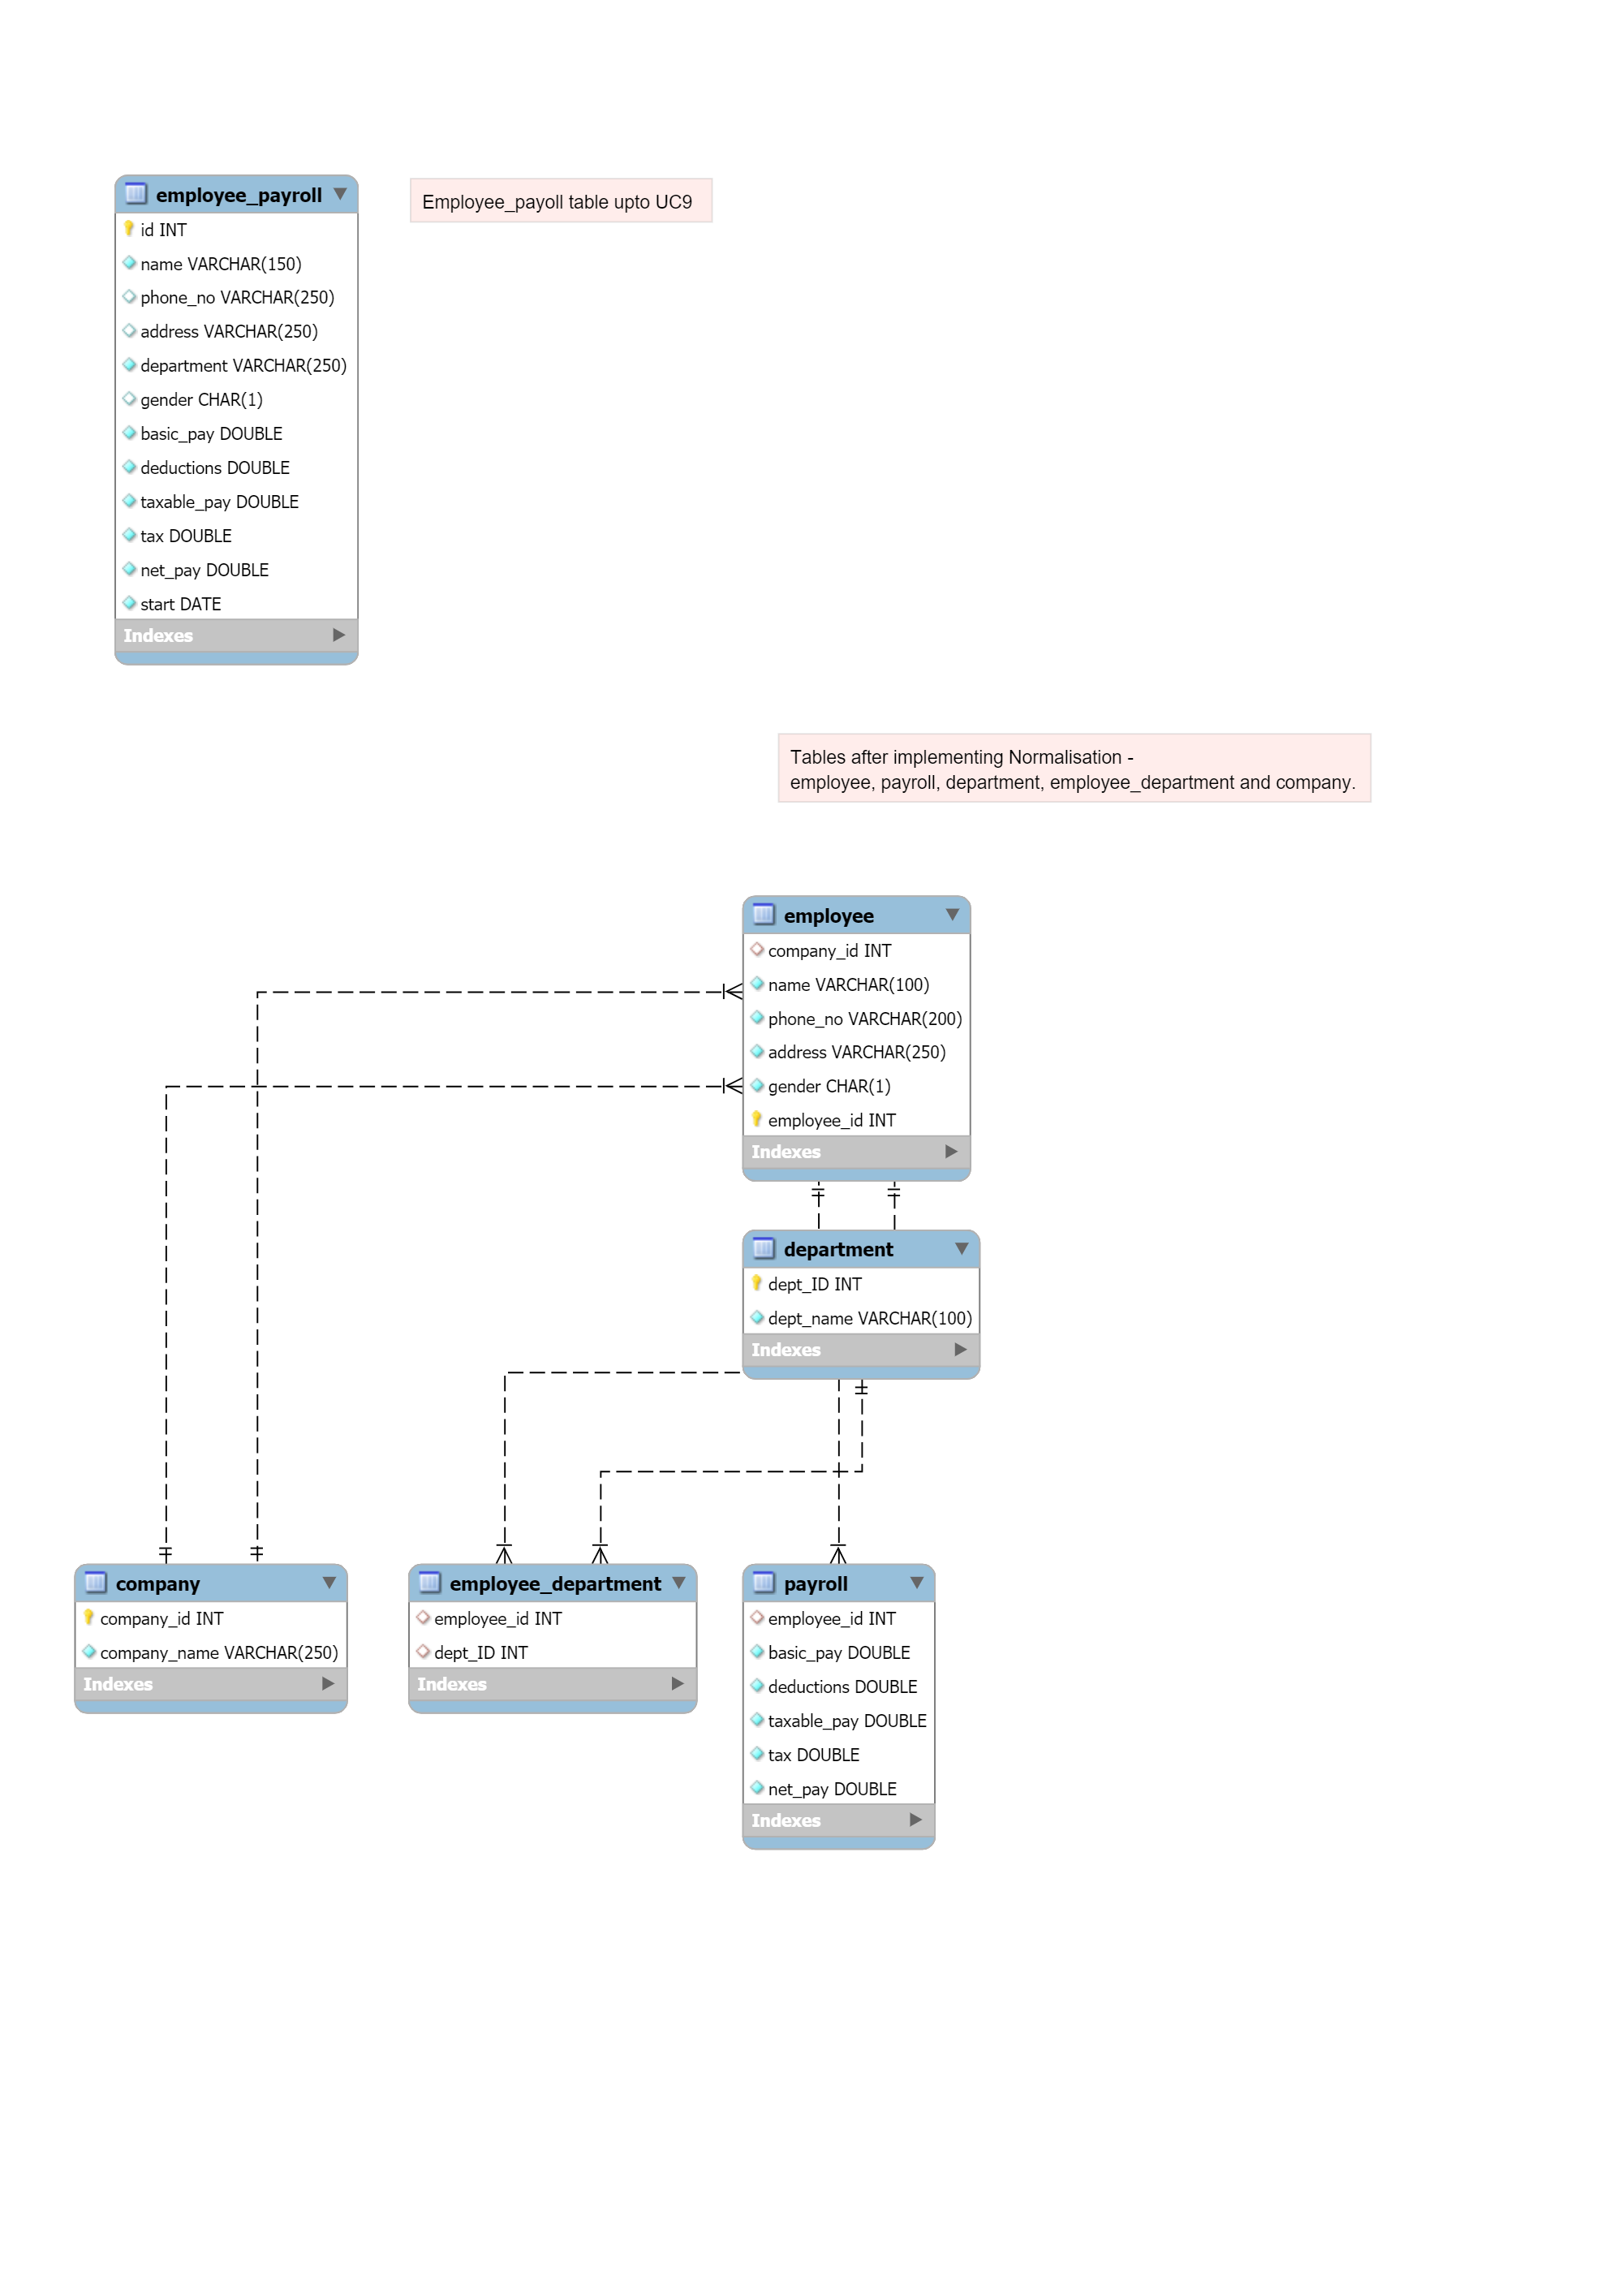 employee_payroll
id INT
name VARCHAR(150)
phone_no VARCHAR(250)
address VARCHAR(250)
department VARCHAR(250)
gender CHAR(1)
basic_pay DOUBLE
deductions DOUBLE
taxable_pay DOUBLE
tax DOUBLE
net_pay DOUBLE
start DATE
Indexes
Employee_payoll table upto UC9
Tables after implementing Normalisation -
employee, payroll, department, employee_department and company.
employee
company_id INT
name VARCHAR(100)
phone_no VARCHAR(200)
address VARCHAR(250)
gender CHAR(1)
employee_id INT
Indexes
department
dept_ID INT
dept_name VARCHAR(100)
Indexes
company
company_id INT
company_name VARCHAR(250)
Indexes
employee_department
employee_id INT
dept_ID INT
Indexes
payroll
employee_id INT
basic_pay DOUBLE
deductions DOUBLE
taxable_pay DOUBLE
tax DOUBLE
net_pay DOUBLE
Indexes